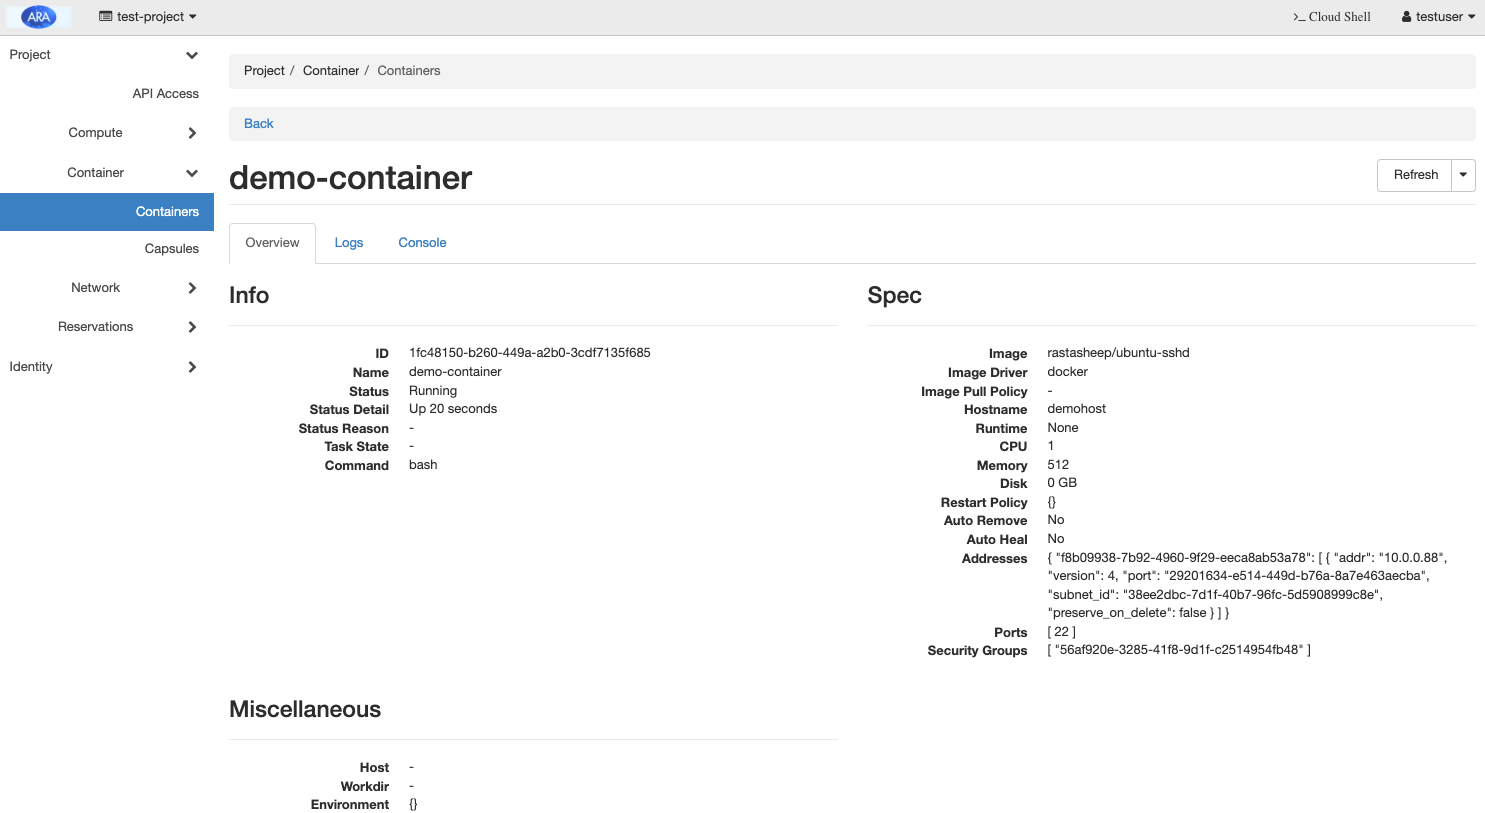 ARA
test-project
Cloud Shell
testuser
Project
API Access
Compute
Container
Containers
Capsules
Network
Reservations
Identity
Project / Container / Containers
Back
demo-container
Refresh
Overview Logs Console
Info
ID 1fc48150-b260-449a-a2b0-3cdf7135f685
Name demo-container
Status Running
Status Detail Up 20 seconds
Status Reason -
Task State -
Command bash
Spec
Image rastasheep/ubuntu-sshd
Image Driver docker
Image Pull Policy -
Hostname demohost
Runtime None
CPU 1
Memory 512
Disk 0 GB
Restart Policy {}
Auto Remove No
Auto Heal No
Addresses { "f8b09938-7b92-4960-9f29-eeca8ab53a78": [ { "addr": "10.0.0.88",
"version": 4, "port": "29201634-e514-449d-b76a-8a7e463aecba",
"subnet_id": "38ee2dbc-7d1f-40b7-96fc-5d5908999c8e",
"preserve_on_delete": false } ] }
Ports [ 22 ]
Security Groups [ "56af920e-3285-41f8-9d1f-c2514954fb48" ]
Miscellaneous
Host -
Workdir -
Environment {}